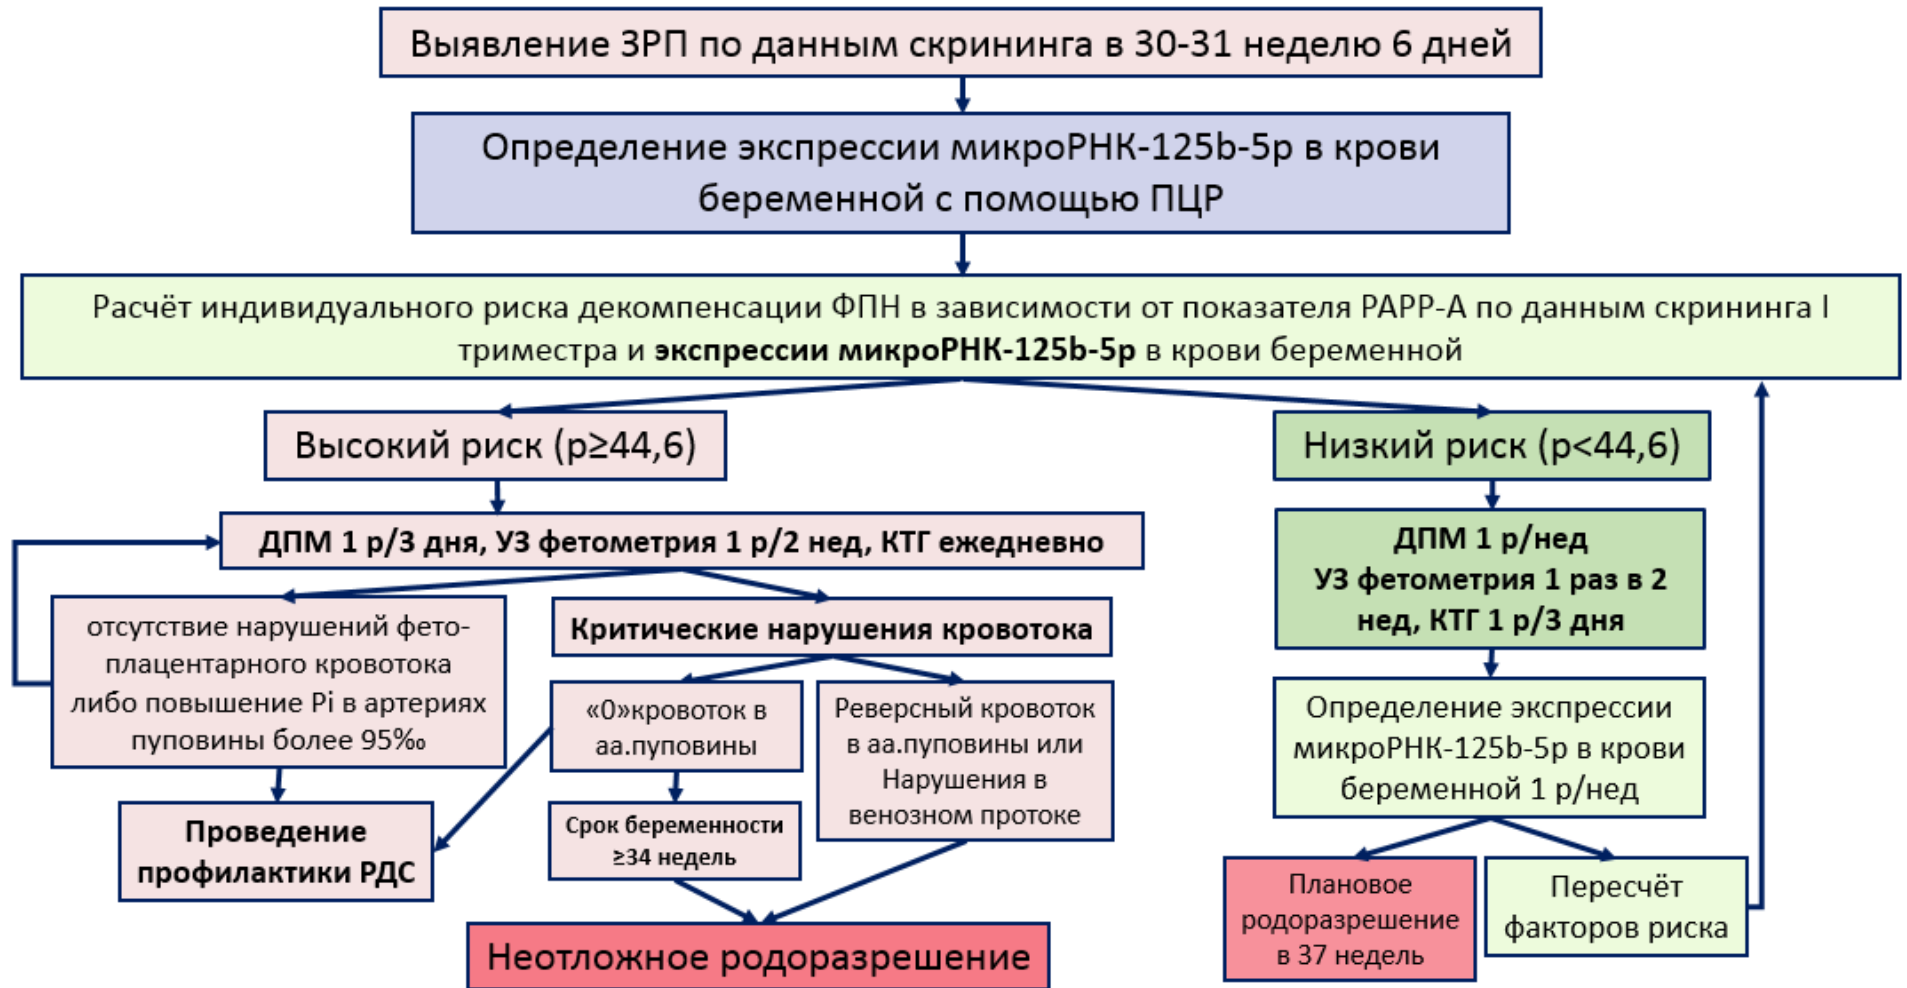 Выявление ЗРП по данным скрининга в 30-31 неделю 6 дней
Определение экспрессии микроРНК-125b-5p в крови
беременной с помощью ПЦР
Расчёт индивидуального риска декомпенсации ФПН в зависимости от показателя PAPP-A по данным скрининга I
триместра и экспрессии микроРНК-125b-5p в крови беременной
Высокий риск (p≥44,6)
Низкий риск (p<44,6)
ДПМ 1 р/3 дня, УЗ фетометрия 1 р/2 нед, КТГ ежедневно
ДПМ 1 р/нед
УЗ фетометрия 1 раз в 2
нед, КТГ 1 р/3 дня
отсутствие нарушений фето-
плацентарного кровотока
либо повышение Pi в артериях
пуповины более 95‰
Критические нарушения кровотока
«0»кровоток в
аа.пуповины
Реверсный кровоток
в аа.пуповины или
Нарушения в
венозном протоке
Определение экспрессии
микроРНК-125b-5p в крови
беременной 1 р/нед
Проведение
профилактики РДС
Срок беременности
≥34 недель
Плановое
родоразрешение
в 37 недель
Пересчёт
факторов риска
Неотложное родоразрешение